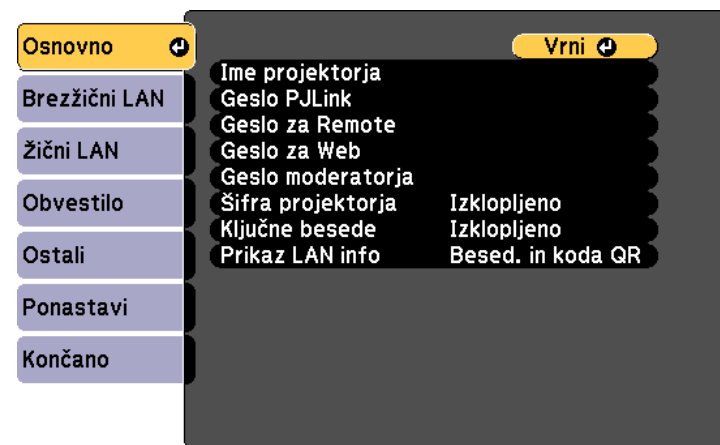 Osnovno
Brezžični LAN
Žični LAN
Obvestilo
Ostali
Ponastavi
Končano
Vrni
Ime projektorja
Geslo PJLink
Geslo za Remote
Geslo za Web
Geslo moderatorja
Šifra projektorja Izklopljeno
Ključne besede Izklopljeno
Prikaz LAN info Besed. in koda QR